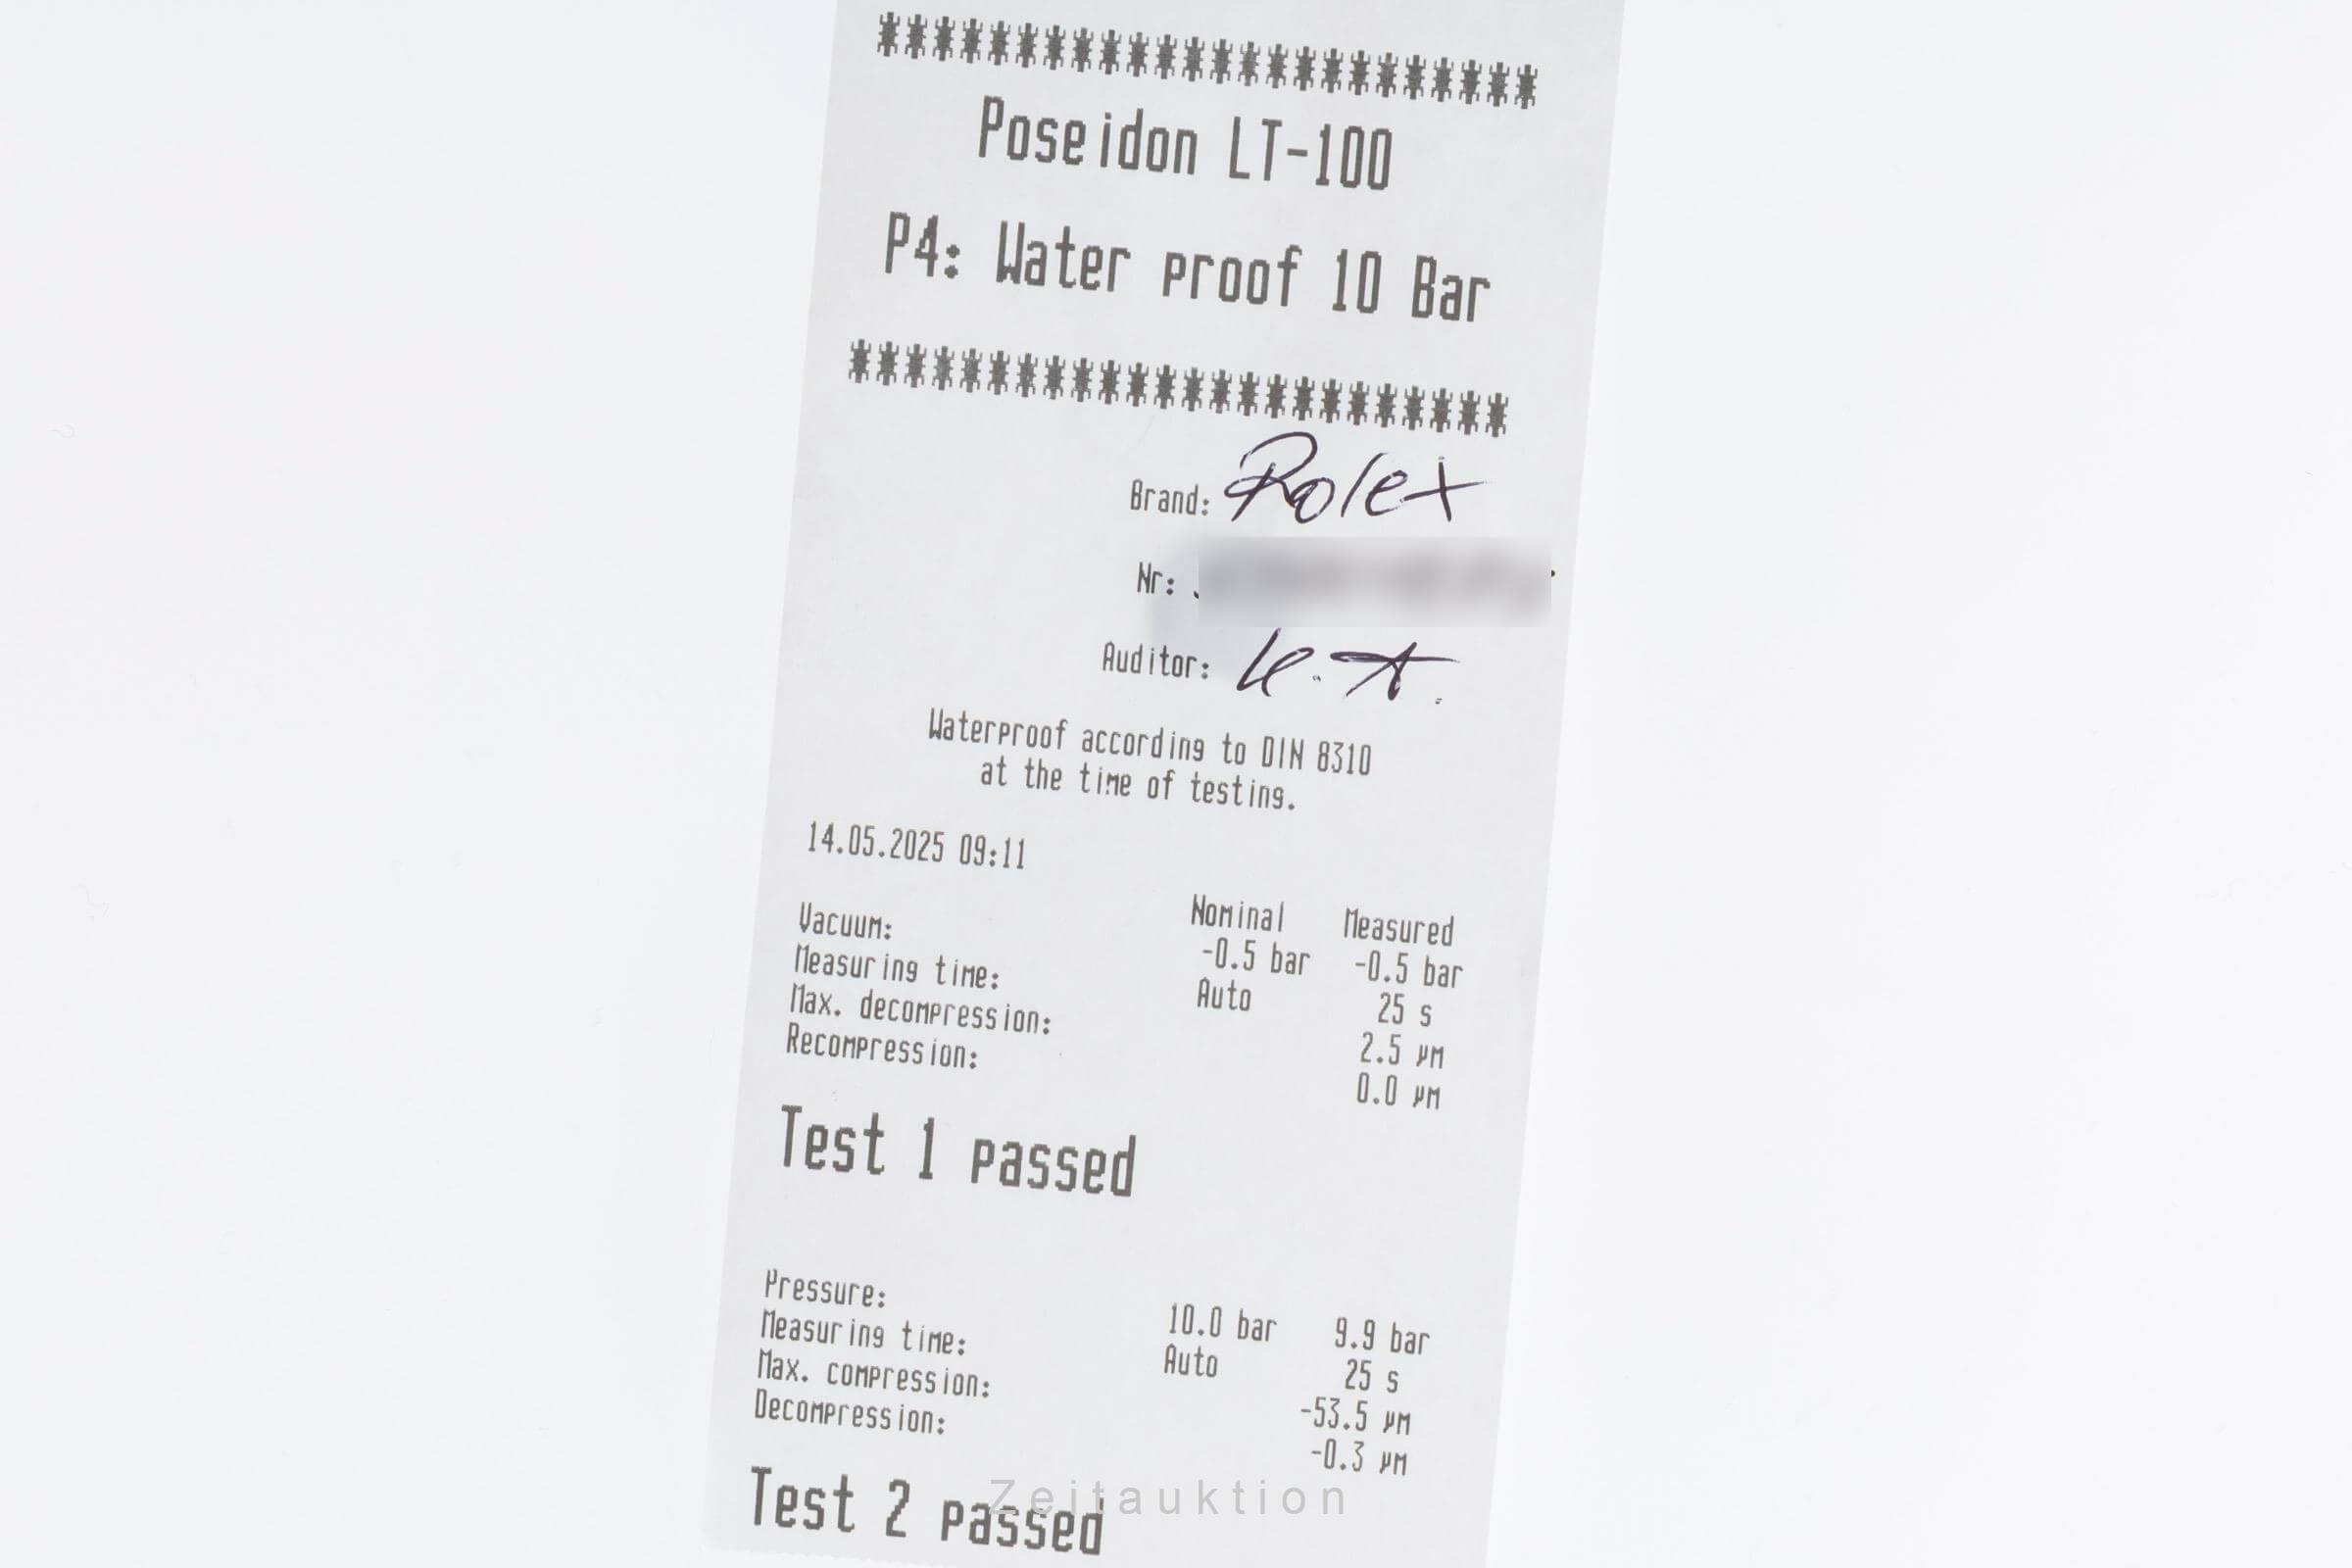 ************************
Poseidon LT-100
P4: Water proof 10 Bar
************************
Brand: Rolex
Nr:
Auditor:
Waterproof according to DIN 8310
at the time of testing.
14.05.2025 09:11
Nominal Measured
Vacuum: -0.5 bar -0.5 bar
Measuring time: Auto 25 s
Max. decompression: 2.5 µm
Recompression: 0.0 µm
Test 1 passed
Pressure: 10.0 bar 9.9 bar
Measuring time: Auto 25 s
Max. compression: -53.5 µm
Decompression: -0.3 µm
Test 2 passed
Zeitauktion